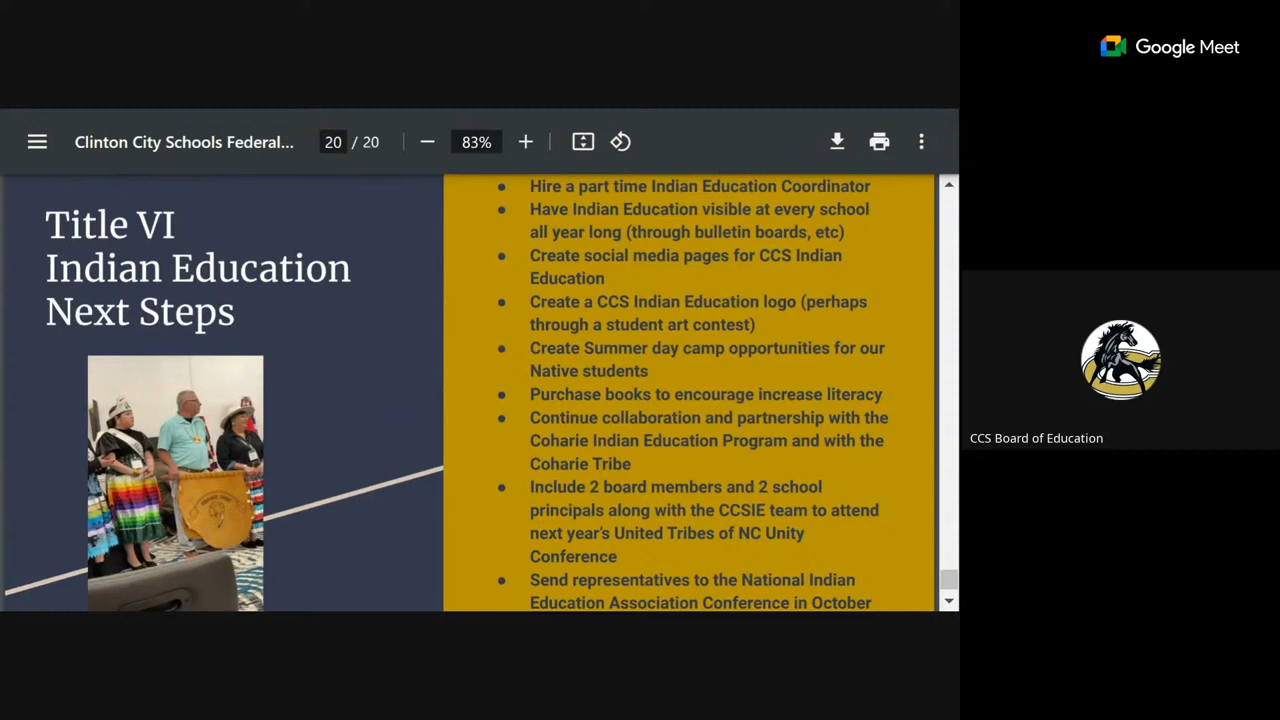 Google Meet
Clinton City Schools Federal...
20 / 20
83%
Title VI
Indian Education
Next Steps
● Hire a part time Indian Education Coordinator
● Have Indian Education visible at every school
all year long (through bulletin boards, etc)
● Create social media pages for CCS Indian
Education
● Create a CCS Indian Education logo (perhaps
through a student art contest)
● Create Summer day camp opportunities for our
Native students
● Purchase books to encourage increase literacy
● Continue collaboration and partnership with the
Coharie Indian Education Program and with the
Coharie Tribe
● Include 2 board members and 2 school
principals along with the CCSIE team to attend
next year's United Tribes of NC Unity
Conference
● Send representatives to the National Indian
Education Association Conference in October
CCS Board of Education